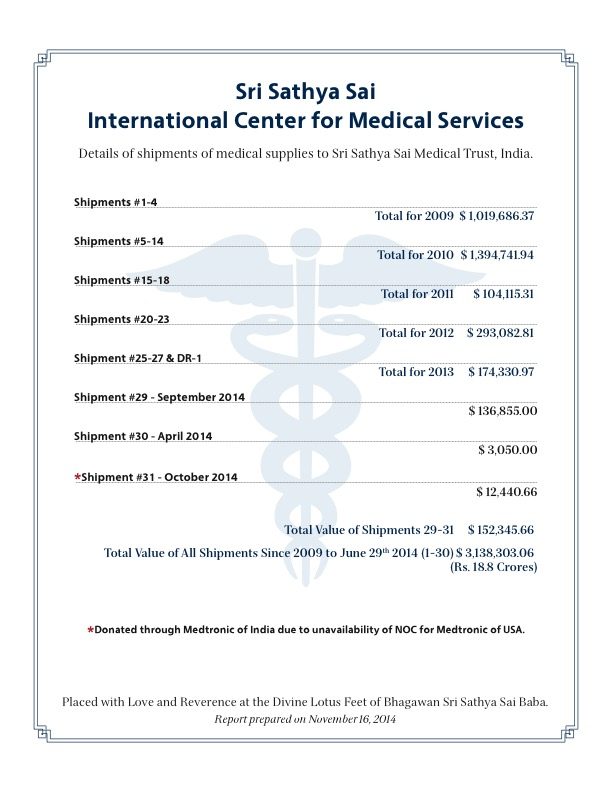 Sri Sathya Sai
International Center for Medical Services
Details of shipments of medical supplies to Sri Sathya Sai Medical Trust, India.
Shipments #1-4
Total for 2009 $ 1,019,686.37
Shipments #5-14
Total for 2010 $ 1,394,741.94
Shipments #15-18
Total for 2011 $ 104,115.31
Shipments #20-23
Total for 2012 $ 293,082.81
Shipment #25-27 & DR-1
Total for 2013 $ 174,330.97
Shipment #29 - September 2014
$ 136,855.00
Shipment #30 - April 2014
$ 3,050.00
*Shipment #31 - October 2014
$ 12,440.66
Total Value of Shipments 29-31 $ 152,345.66
Total Value of All Shipments Since 2009 to June 29th 2014 (1-30) $ 3,138,303.06
(Rs. 18.8 Crores)
*Donated through Medtronic of India due to unavailability of NOC for Medtronic of USA.
Placed with Love and Reverence at the Divine Lotus Feet of Bhagawan Sri Sathya Sai Baba.
Report prepared on November 16, 2014